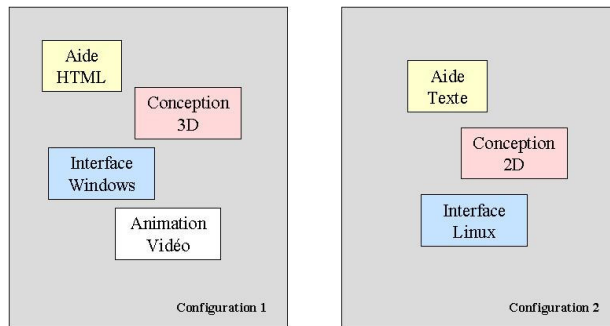 Aide
HTML
Conception
3D
Interface
Windows
Animation
Vidéo
Configuration 1
Aide
Texte
Conception
2D
Interface
Linux
Configuration 2